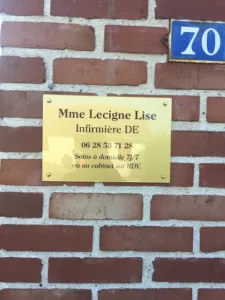 70
Mme Lecigne Lise
Infirmière DE
06 28 53 71 28
Soins à domicile 7j/7
ou au cabinet sur RDV.